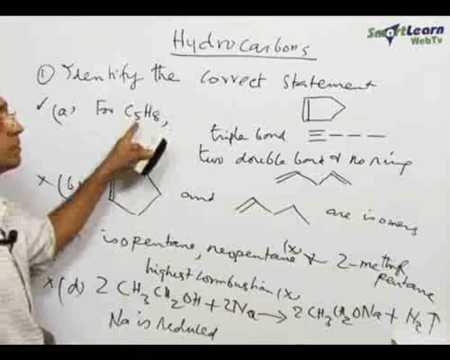 SmartLearn
WebTv
Hydrocarbons
① Identify the correct statement
✓ (a) For C5H8,
triple bond ≡ – – –
two double bond & no ring
× (b) and are isomers
isopentane, neopentane (x) 2-methyl pentane
highest combustion (x)
× (d) 2 CH3CH2OH + 2Na → 2 CH3CH2ONa + H2 ↑
Na is reduced